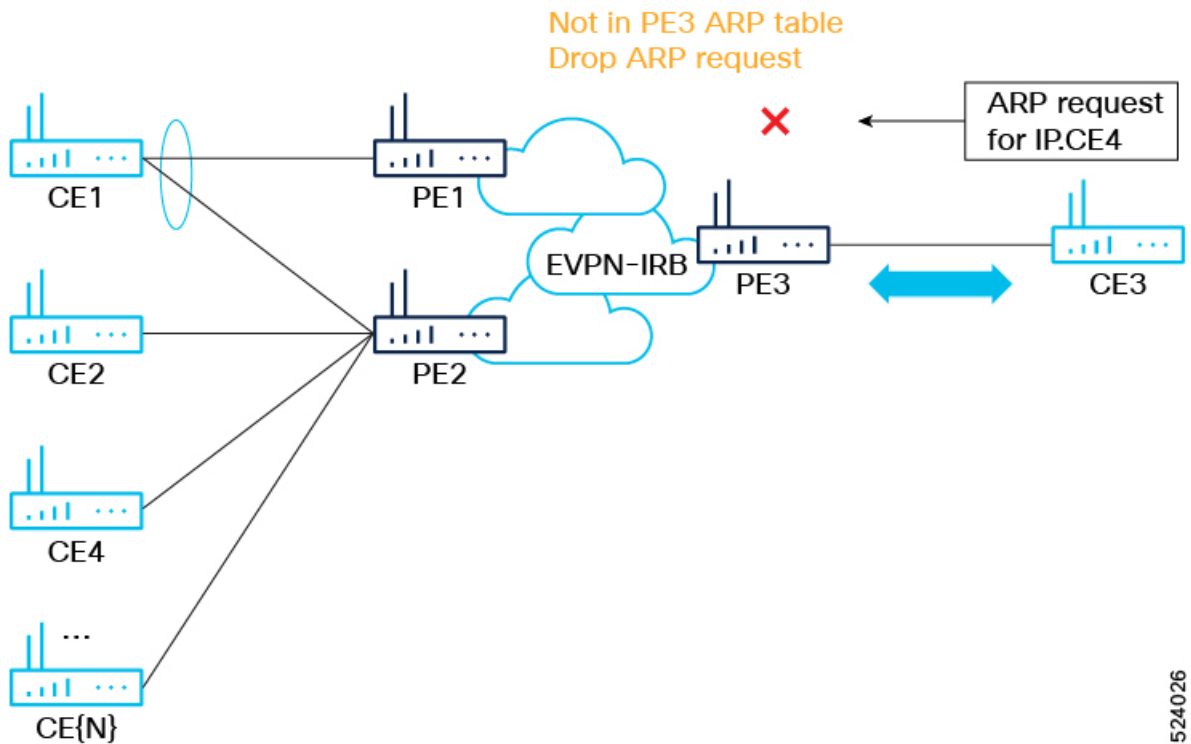 Not in PE3 ARP table
Drop ARP request
ARP request
for IP.CE4
CE1
PE1
EVPN-IRB
PE3
CE3
CE2
PE2
CE4
...
CE{N}
524026